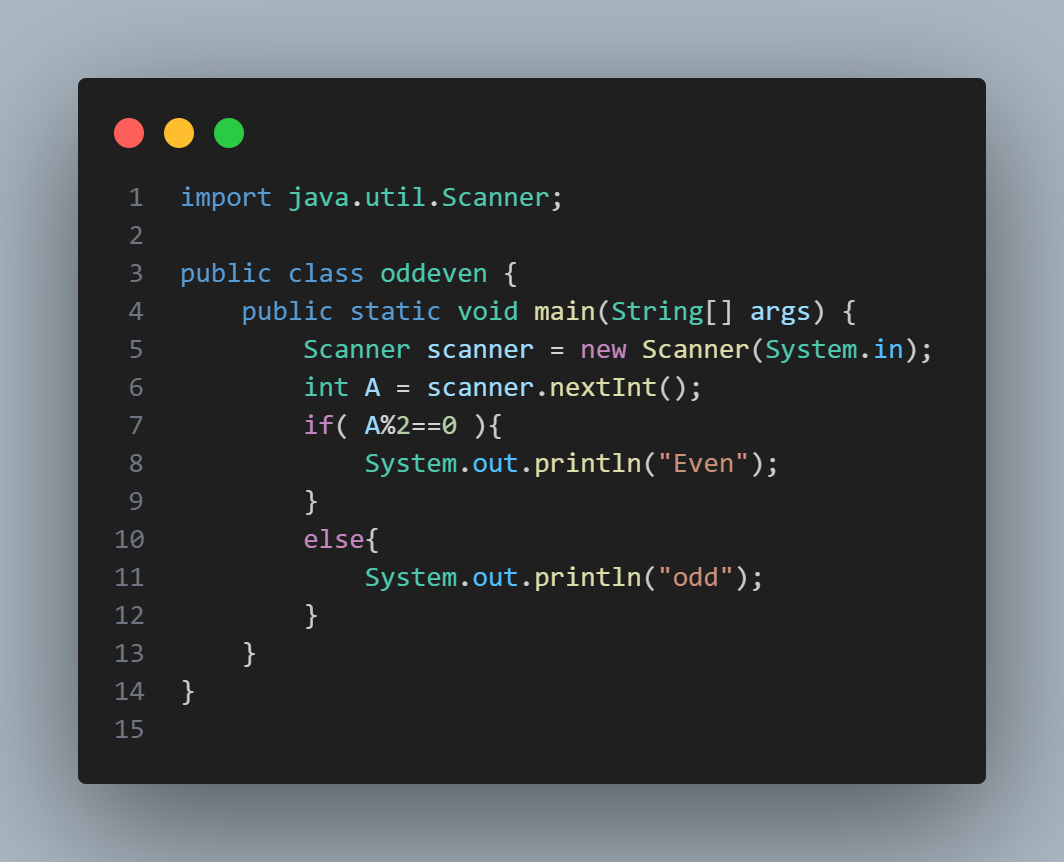 1 import java.util.Scanner;
2
3 public class oddeven {
4     public static void main(String[] args) {
5         Scanner scanner = new Scanner(System.in);
6         int A = scanner.nextInt();
7         if( A%2==0 ){
8             System.out.println("Even");
9         }
10         else{
11             System.out.println("odd");
12         }
13     }
14 }
15